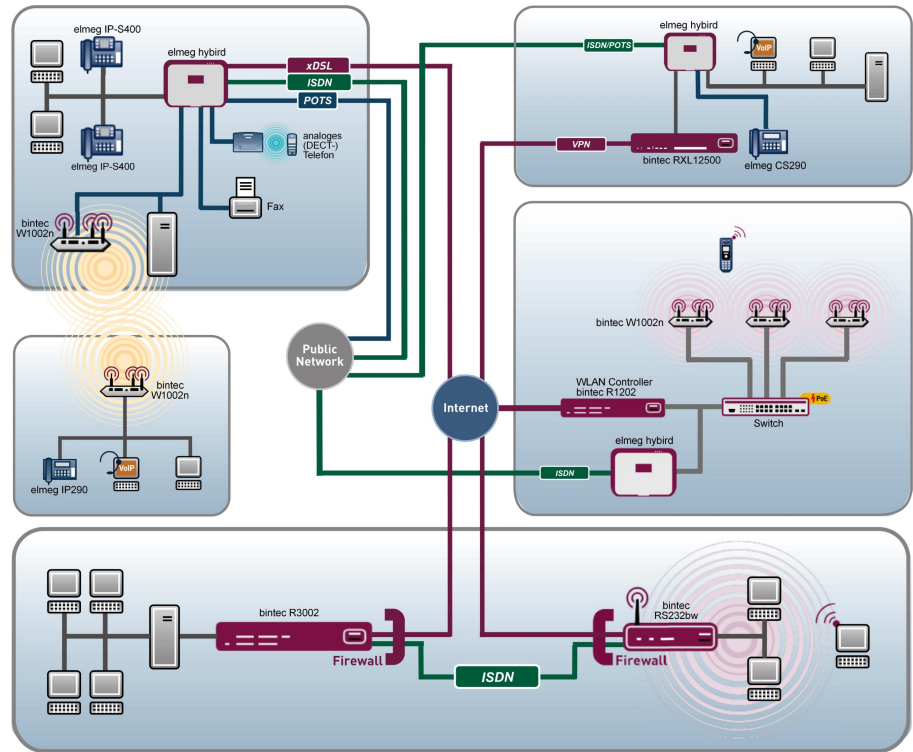 elmeg IP-S400
elmeg hybird
xDSL
ISDN
POTS
elmeg IP-S400
analoges
(DECT-)
Telefon
Fax
bintec
W1002n
bintec
W1002n
elmeg IP290
VoIP
Public
Network
Internet
ISDN/POTS
elmeg hybird
VoIP
VPN
bintec RXL12500
elmeg CS290
bintec W1002n
WLAN Controller
bintec R1202
PoE
Switch
elmeg hybird
ISDN
bintec R3002
Firewall
ISDN
Firewall
bintec
RS232bw